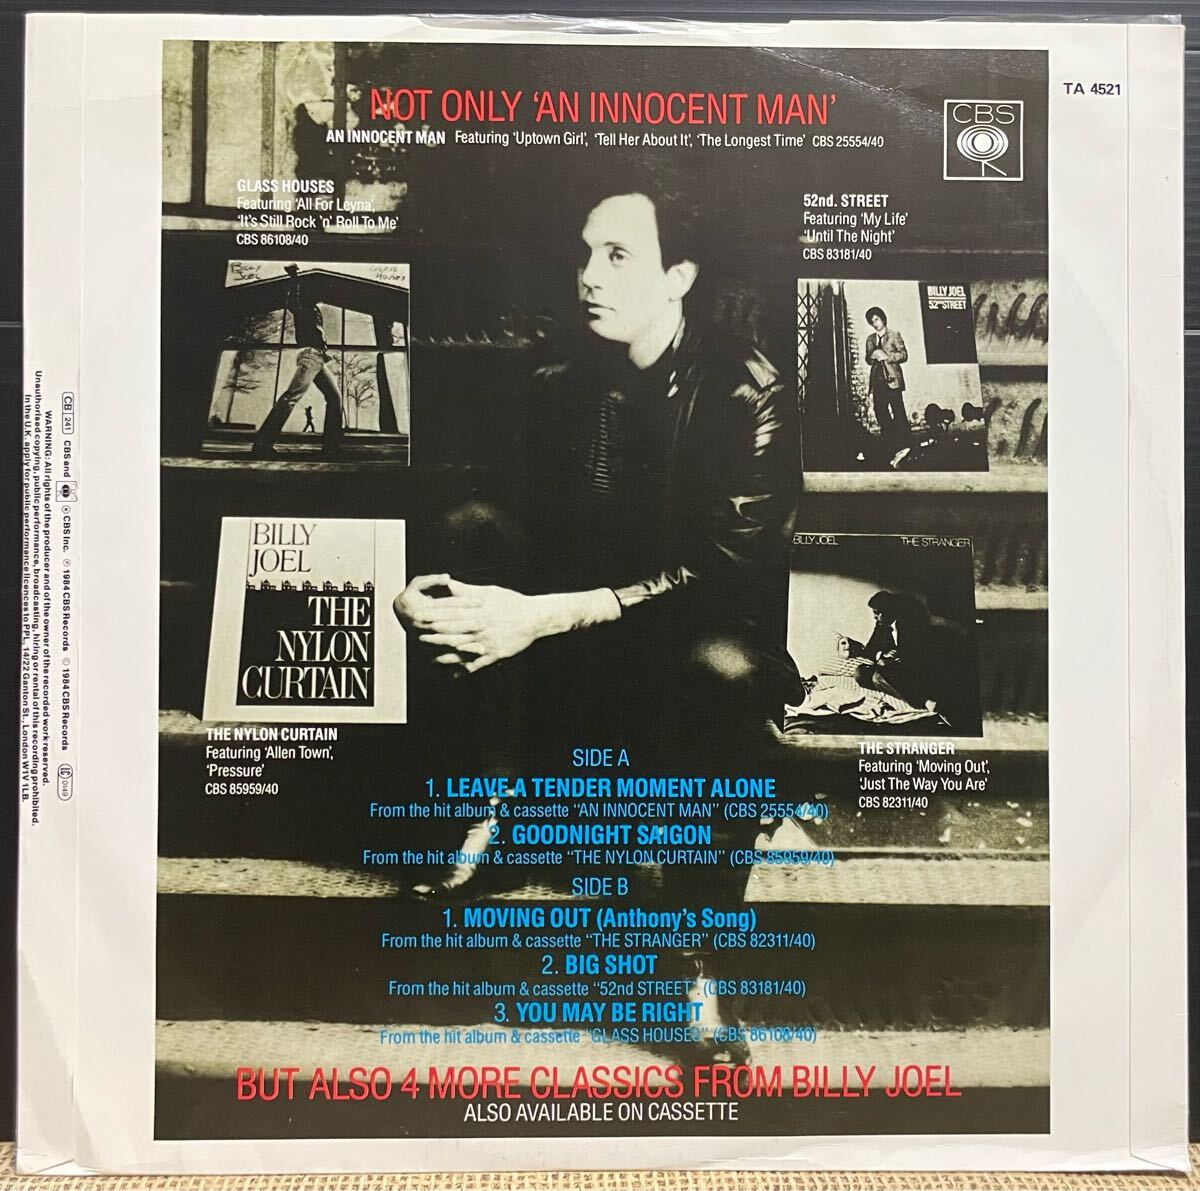 NOT ONLY 'AN INNOCENT MAN'
AN INNOCENT MAN Featuring 'Uptown Girl', 'Tell Her About It', 'The Longest Time' CBS 25554/40
TA 4521
CBS
GLASS HOUSES
Featuring 'All For Leyna',
'It's Still Rock 'n' Roll To Me'
CBS 86108/40
BILLY JOEL
GLASS HOUSES
52nd. STREET
Featuring 'My Life'
'Until The Night'
CBS 83181/40
BILLY JOEL
52nd STREET
BILLY
JOEL
THE
NYLON
CURTAIN
THE NYLON CURTAIN
Featuring 'Allen Town',
'Pressure'
CBS 85959/40
BILLY JOEL THE STRANGER
THE STRANGER
Featuring 'Moving Out',
'Just The Way You Are'
CBS 82311/40
SIDE A
1. LEAVE A TENDER MOMENT ALONE
From the hit album & cassette "AN INNOCENT MAN" (CBS 25554/40)
2. GOODNIGHT SAIGON
From the hit album & cassette "THE NYLON CURTAIN" (CBS 85959/40)
SIDE B
1. MOVING OUT (Anthony's Song)
From the hit album & cassette "THE STRANGER" (CBS 82311/40)
2. BIG SHOT
From the hit album & cassette "52nd STREET". (CBS 83181/40)
3. YOU MAY BE RIGHT
From the hit album & cassette "GLASS HOUSES" (CBS 86108/40)
BUT ALSO 4 MORE CLASSICS FROM BILLY JOEL
ALSO AVAILABLE ON CASSETTE
CB 241 CBS and CBS ® CBS Inc. ℗ 1984 CBS Records © 1984 CBS Records LC 0149
WARNING: All rights of the producer and of the owner of the recorded work reserved.
Unauthorised copying, public performance, broadcasting, hiring or rental of this recording prohibited.
In the U.K. apply for public performance licences to PPL, 14/22 Ganton St., London W1V 1LB.